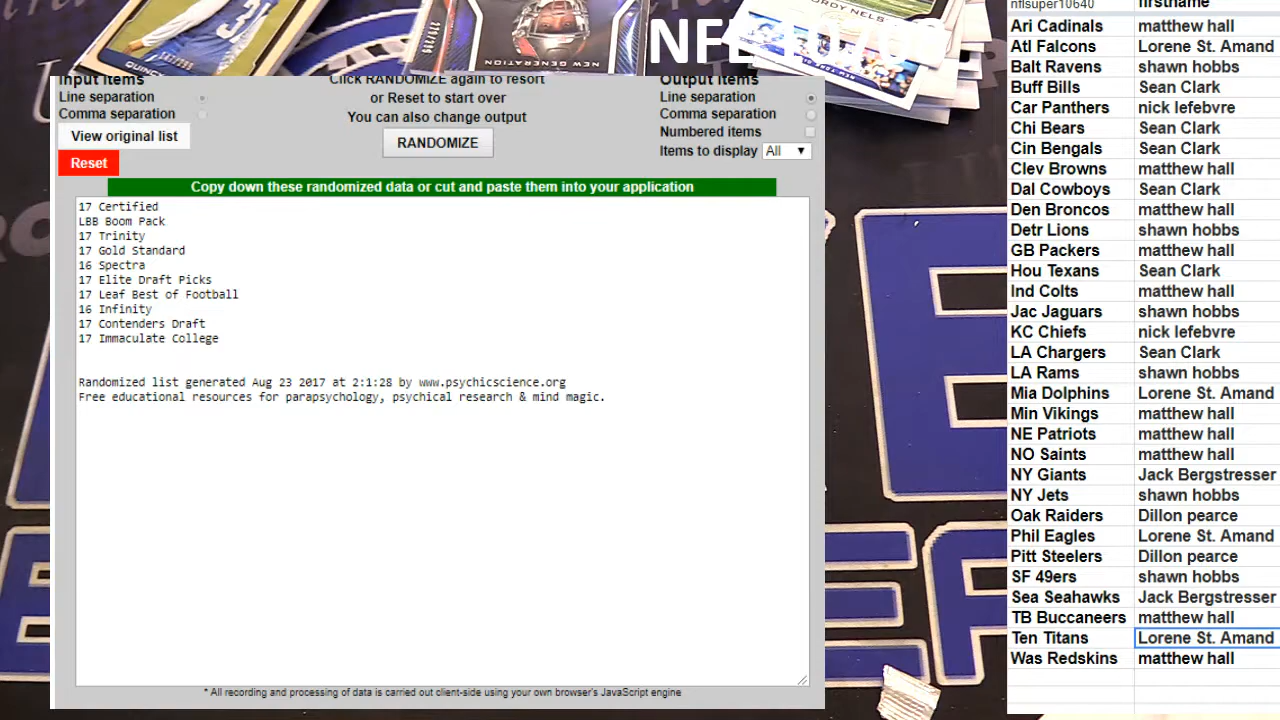 NFL
Input Items
Line separation
Comma separation
View original list
Reset
Click RANDOMIZE again to resort
or Reset to start over
You can also change output
RANDOMIZE
Output Items
Line separation
Comma separation
Numbered items
Items to display All
Copy down these randomized data or cut and paste them into your application
17 Certified
LBB Boom Pack
17 Trinity
17 Gold Standard
16 Spectra
17 Elite Draft Picks
17 Leaf Best of Football
16 Infinity
17 Contenders Draft
17 Immaculate College
Randomized list generated Aug 23 2017 at 2:1:28 by www.psychicscience.org
Free educational resources for parapsychology, psychical research & mind magic.
* All recording and processing of data is carried out client-side using your own browser's JavaScript engine
nflsuper10640 firstname
Ari Cadinals matthew hall
Atl Falcons Lorene St. Amand
Balt Ravens shawn hobbs
Buff Bills Sean Clark
Car Panthers nick lefebvre
Chi Bears Sean Clark
Cin Bengals Sean Clark
Clev Browns matthew hall
Dal Cowboys Sean Clark
Den Broncos matthew hall
Detr Lions shawn hobbs
GB Packers matthew hall
Hou Texans Sean Clark
Ind Colts matthew hall
Jac Jaguars shawn hobbs
KC Chiefs nick lefebvre
LA Chargers Sean Clark
LA Rams shawn hobbs
Mia Dolphins Lorene St. Amand
Min Vikings matthew hall
NE Patriots matthew hall
NO Saints matthew hall
NY Giants Jack Bergstresser
NY Jets shawn hobbs
Oak Raiders Dillon pearce
Phil Eagles Lorene St. Amand
Pitt Steelers Dillon pearce
SF 49ers shawn hobbs
Sea Seahawks Jack Bergstresser
TB Buccaneers matthew hall
Ten Titans Lorene St. Amand
Was Redskins matthew hall
NEW GENERATION